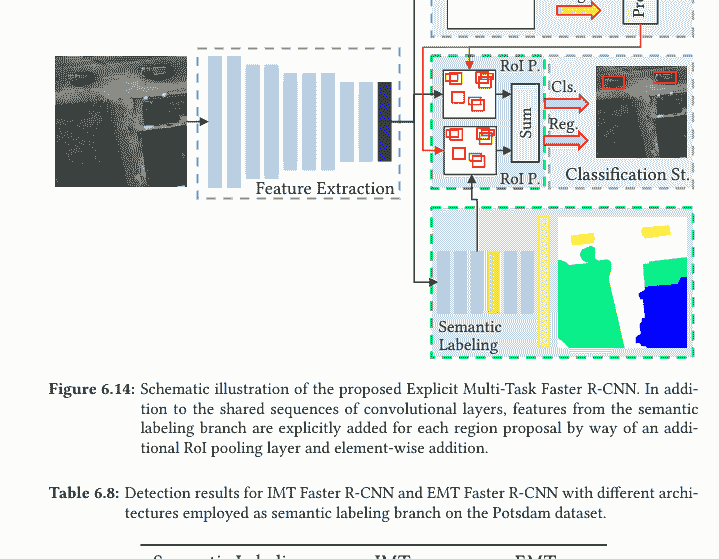 RoI P.
Cls.
Sum
Reg.
RoI P.
Classification St.
Feature Extraction
Semantic
Labeling
Figure 6.14: Schematic illustration of the proposed Explicit Multi-Task Faster R-CNN. In addi-
tion to the shared sequences of convolutional layers, features from the semantic
labeling branch are explicitly added for each region proposal by way of an addi-
tional RoI pooling layer and element-wise addition.
Table 6.8: Detection results for IMT Faster R-CNN and EMT Faster R-CNN with different archi-
tectures employed as semantic labeling branch on the Potsdam dataset.